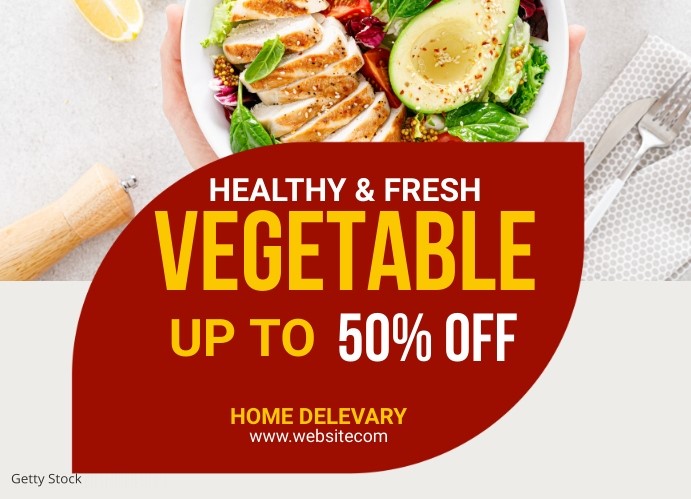 HEALTHY & FRESH
VEGETABLE
UP TO 50% OFF
HOME DELEVARY
www.websitecom
Getty Stock